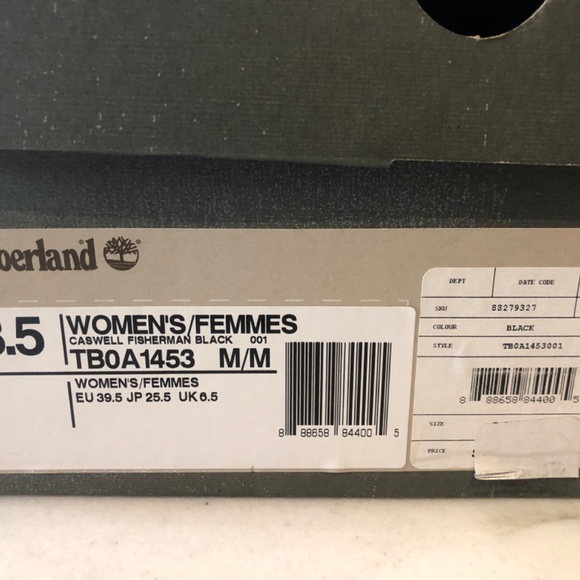 berland
.5
WOMEN'S/FEMMES
CASWELL FISHERMAN BLACK 001
TB0A1453 M/M
WOMEN'S/FEMMES
EU 39.5 JP 25.5 UK 6.5
8 88658 84400 5
DEPT DATE CODE
SKU 88279327
COLOUR BLACK
STYLE TB0A1453001
8 88658 84400 5
SIZE
PRICE